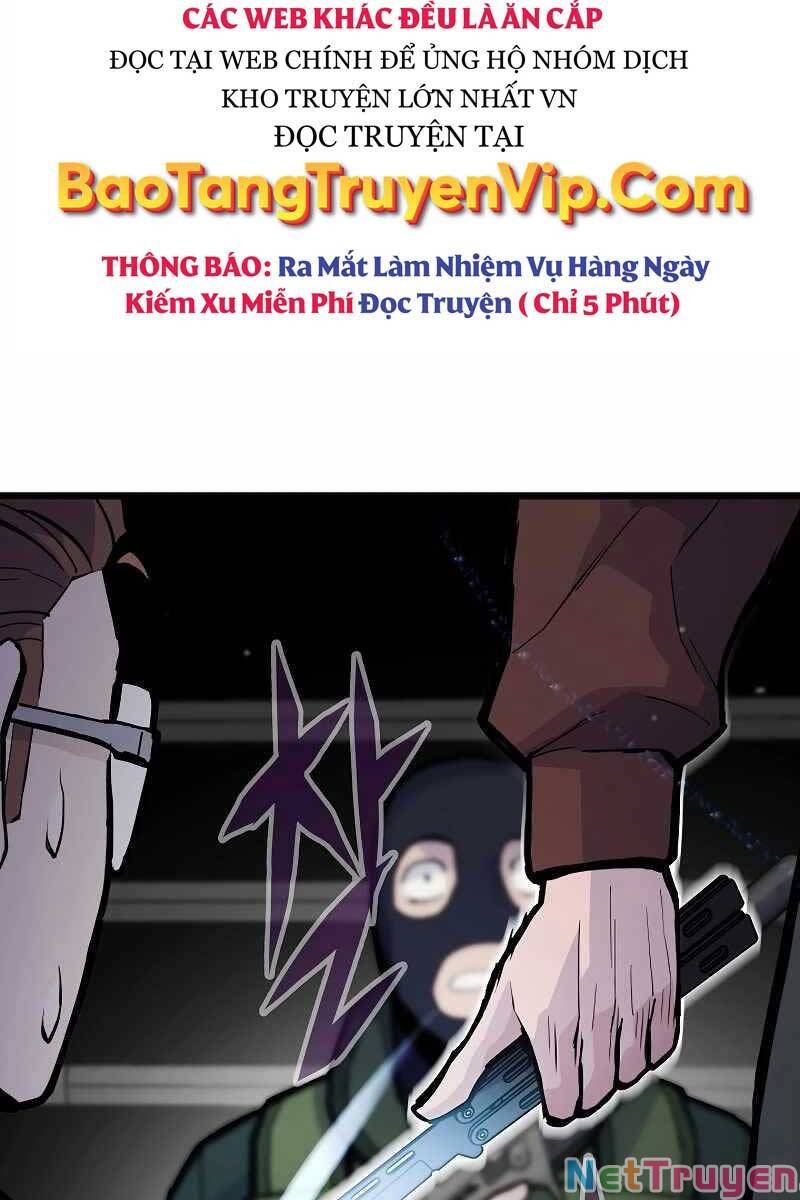 CÁC WEB KHÁC ĐỀU LÀ ĂN CẮP
ĐỌC TẠI WEB CHÍNH ĐỂ ỦNG HỘ NHÓM DỊCH
KHO TRUYỆN LỚN NHẤT VN
ĐỌC TRUYỆN TẠI
BaoTangTruyenVip.Com
THÔNG BÁO: Ra Mắt Làm Nhiệm Vụ Hàng Ngày
Kiếm Xu Miễn Phí Đọc Truyện ( Chỉ 5 Phút)
NetTruyen